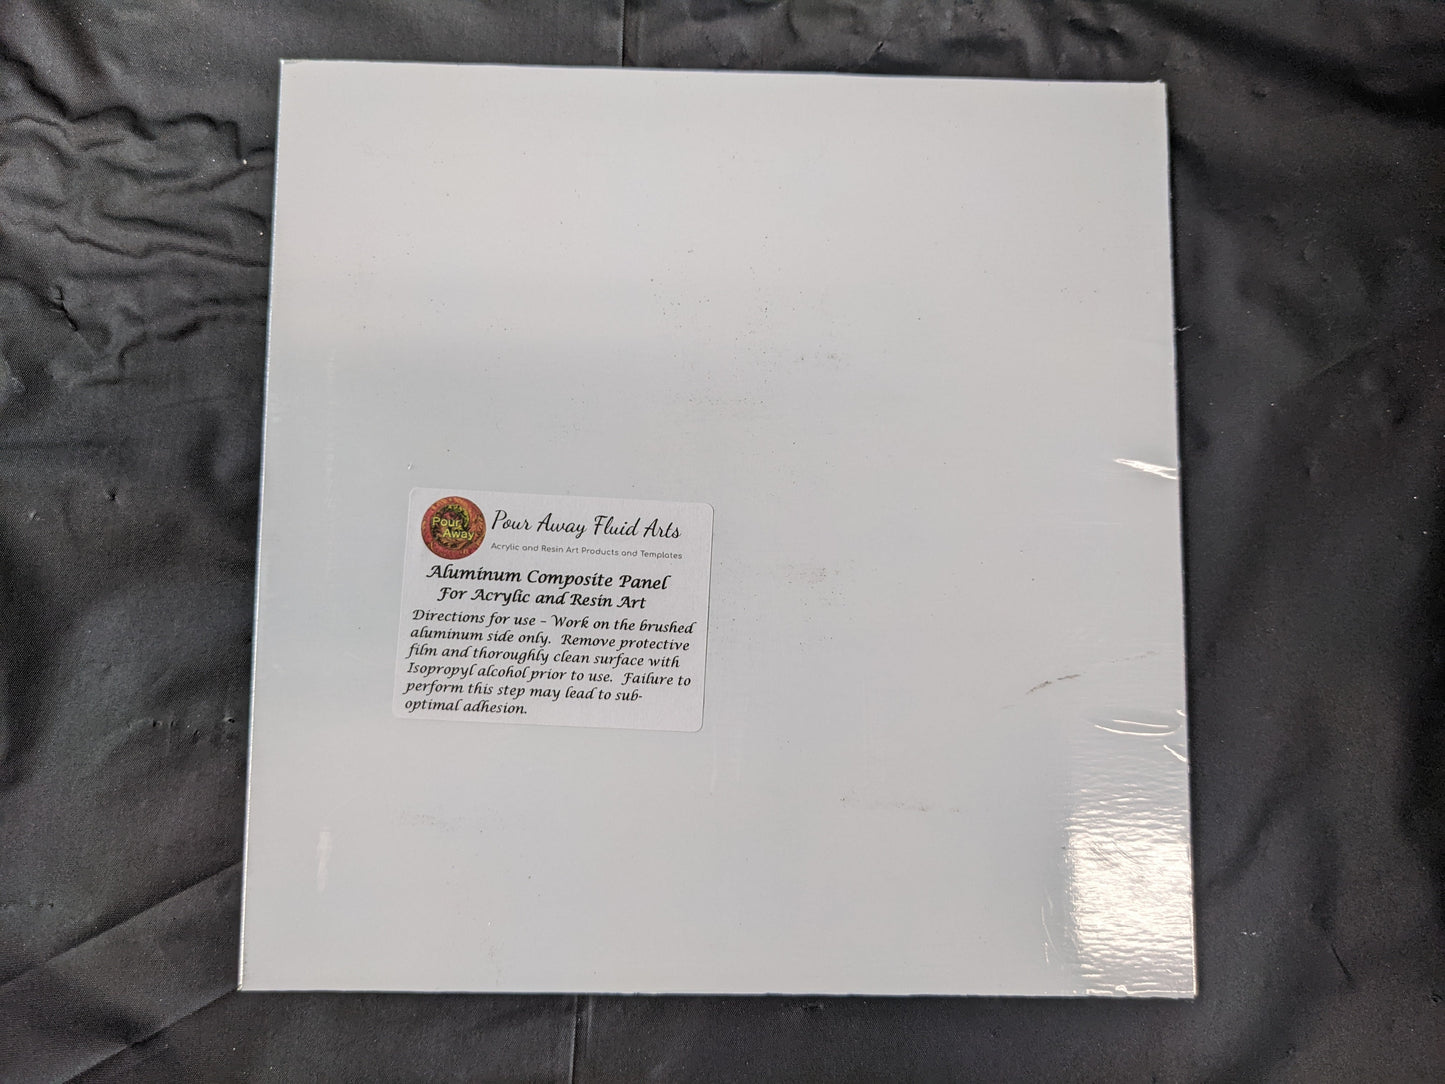 Pour Away
Pour Away Fluid Arts
Acrylic and Resin Art Products and Templates
Aluminum Composite Panel
For Acrylic and Resin Art
Directions for use – Work on the brushed
aluminum side only. Remove protective
film and thoroughly clean surface with
Isopropyl alcohol prior to use. Failure to
perform this step may lead to sub-
optimal adhesion.